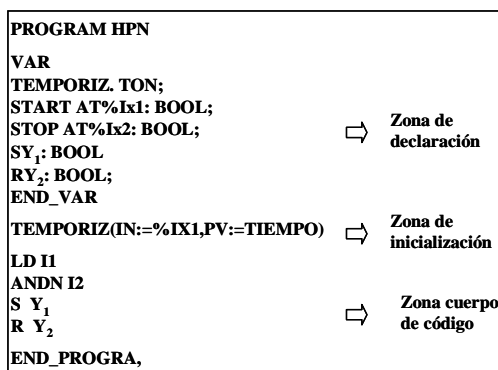 PROGRAM HPN
VAR
TEMPORIZ. TON;
START AT%Ix1: BOOL;
STOP AT%Ix2: BOOL;
SY1: BOOL
RY2: BOOL;
END_VAR
Zona de
declaración
TEMPORIZ(IN:=%IX1,PV:=TIEMPO)
Zona de
inicialización
LD I1
ANDN I2
S Y1
R Y2
Zona cuerpo
de código
END_PROGRA,